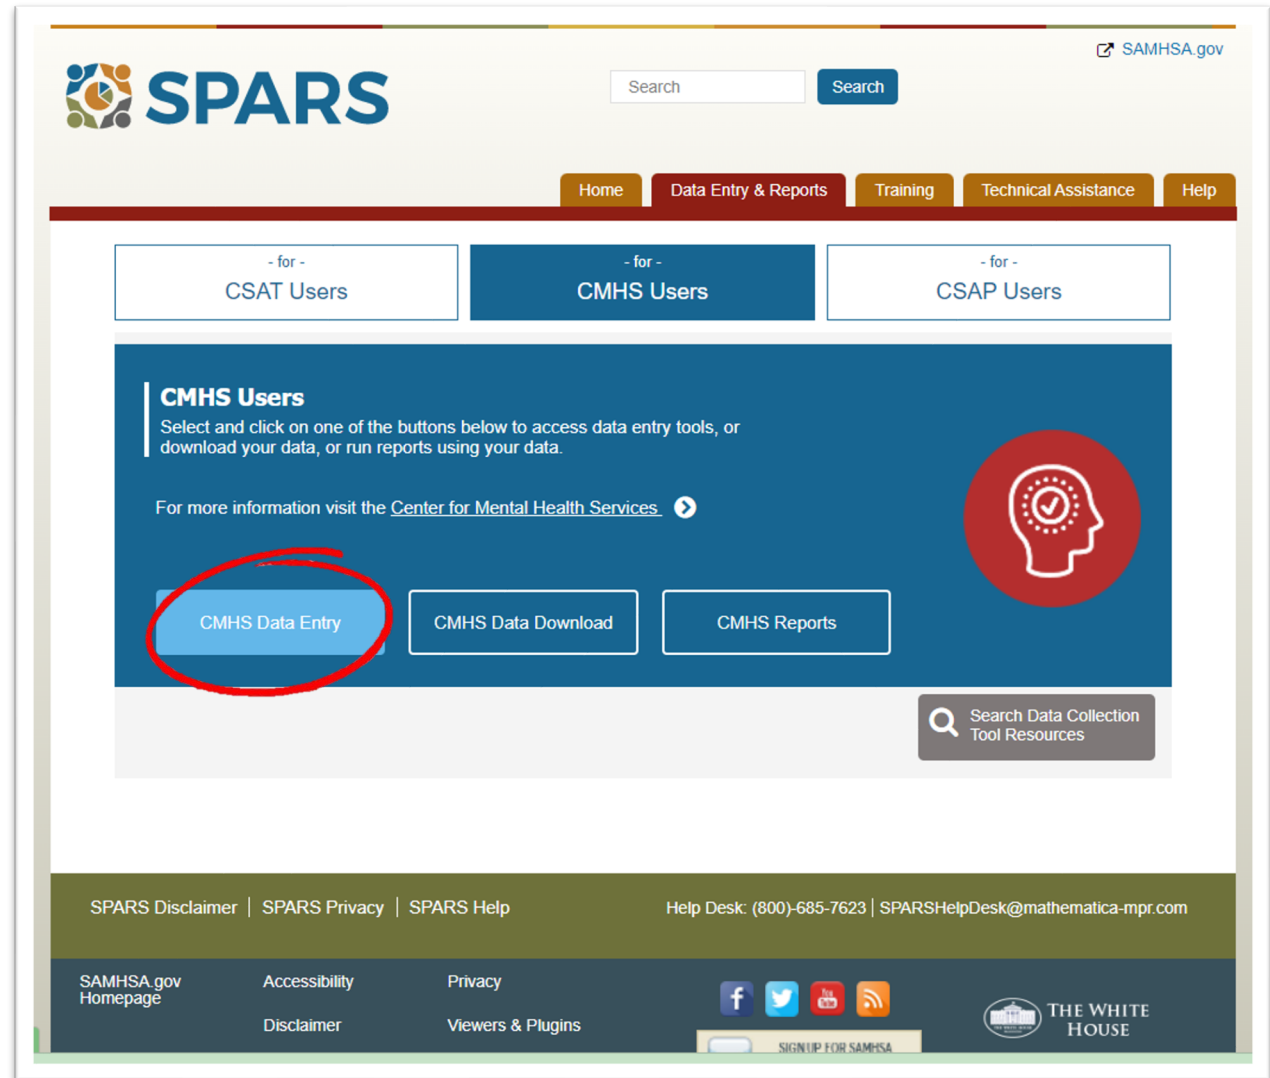 SAMHSA.gov
SPARS
Search
Search
Home
Data Entry & Reports
Training
Technical Assistance
Help
- for -
CSAT Users
- for -
CMHS Users
- for -
CSAP Users
CMHS Users
Select and click on one of the buttons below to access data entry tools, or
download your data, or run reports using your data.
For more information visit the Center for Mental Health Services
CMHS Data Entry
CMHS Data Download
CMHS Reports
Search Data Collection
Tool Resources
SPARS Disclaimer | SPARS Privacy | SPARS Help
Help Desk: (800)-685-7623 | SPARSHelpDesk@mathematica-mpr.com
SAMHSA.gov
Homepage
Accessibility
Privacy
Disclaimer
Viewers & Plugins
You
Tube
THE WHITE
HOUSE
SIGN UP FOR SAMHSA